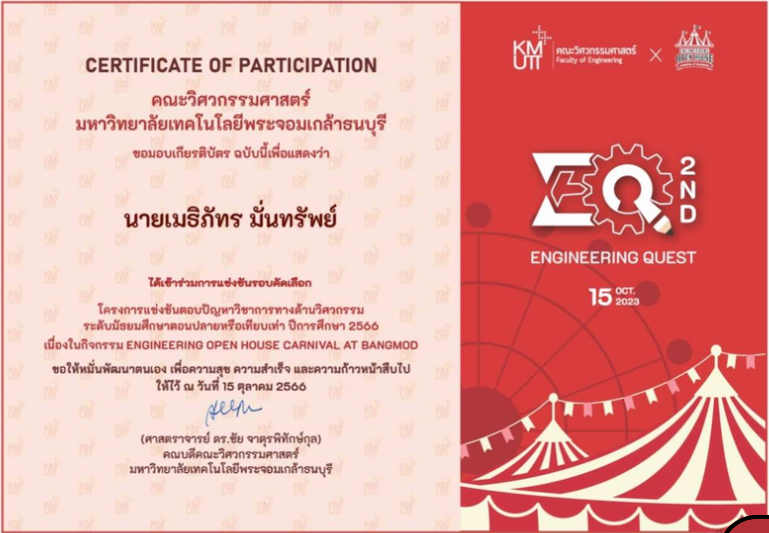 CERTIFICATE OF PARTICIPATION
คณะวิศวกรรมศาสตร์
มหาวิทยาลัยเทคโนโลยีพระจอมเกล้าธนบุรี
ขอมอบเกียรติบัตร ฉบับนี้เพื่อแสดงว่า
นายเมธิภัทร มั่นทรัพย์
ได้เข้าร่วมการแข่งขันรอบคัดเลือก
โครงการแข่งขันตอบปัญหาวิชาการทางด้านวิศวกรรม
ระดับมัธยมศึกษาตอนปลายหรือเทียบเท่า ปีการศึกษา 2566
เนื่องในกิจกรรม ENGINEERING OPEN HOUSE CARNIVAL AT BANGMOD
ขอให้หมั่นพัฒนาตนเอง เพื่อความสุข ความสำเร็จ และความก้าวหน้าสืบไป
ให้ไว้ ณ วันที่ 15 ตุลาคม 2566
(ศาสตราจารย์ ดร.ชัย จาตุรพิทักษ์กุล)
คณบดีคณะวิศวกรรมศาสตร์
มหาวิทยาลัยเทคโนโลยีพระจอมเกล้าธนบุรี
KMUTT
คณะวิศวกรรมศาสตร์
Faculty of Engineering
X
OPEN HOUSE
EQ
2ND
ENGINEERING QUEST
15 OCT. 2023